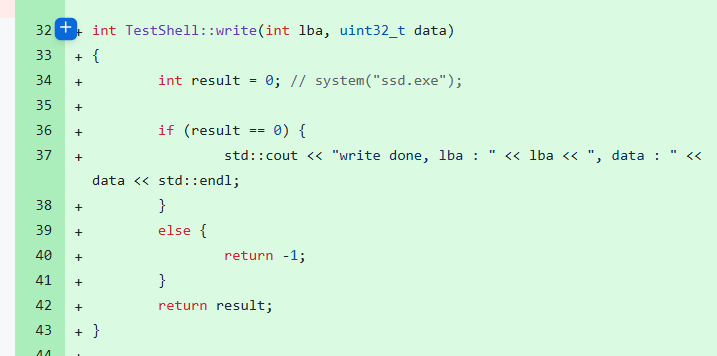 32 + int TestShell::write(int lba, uint32_t data)
33 + {
34 + int result = 0; // system("ssd.exe");
35 +
36 + if (result == 0) {
37 + std::cout << "write done, lba : " << lba << ", data : " <<
data << std::endl;
38 + }
39 + else {
40 + return -1;
41 + }
42 + return result;
43 + }
44 +